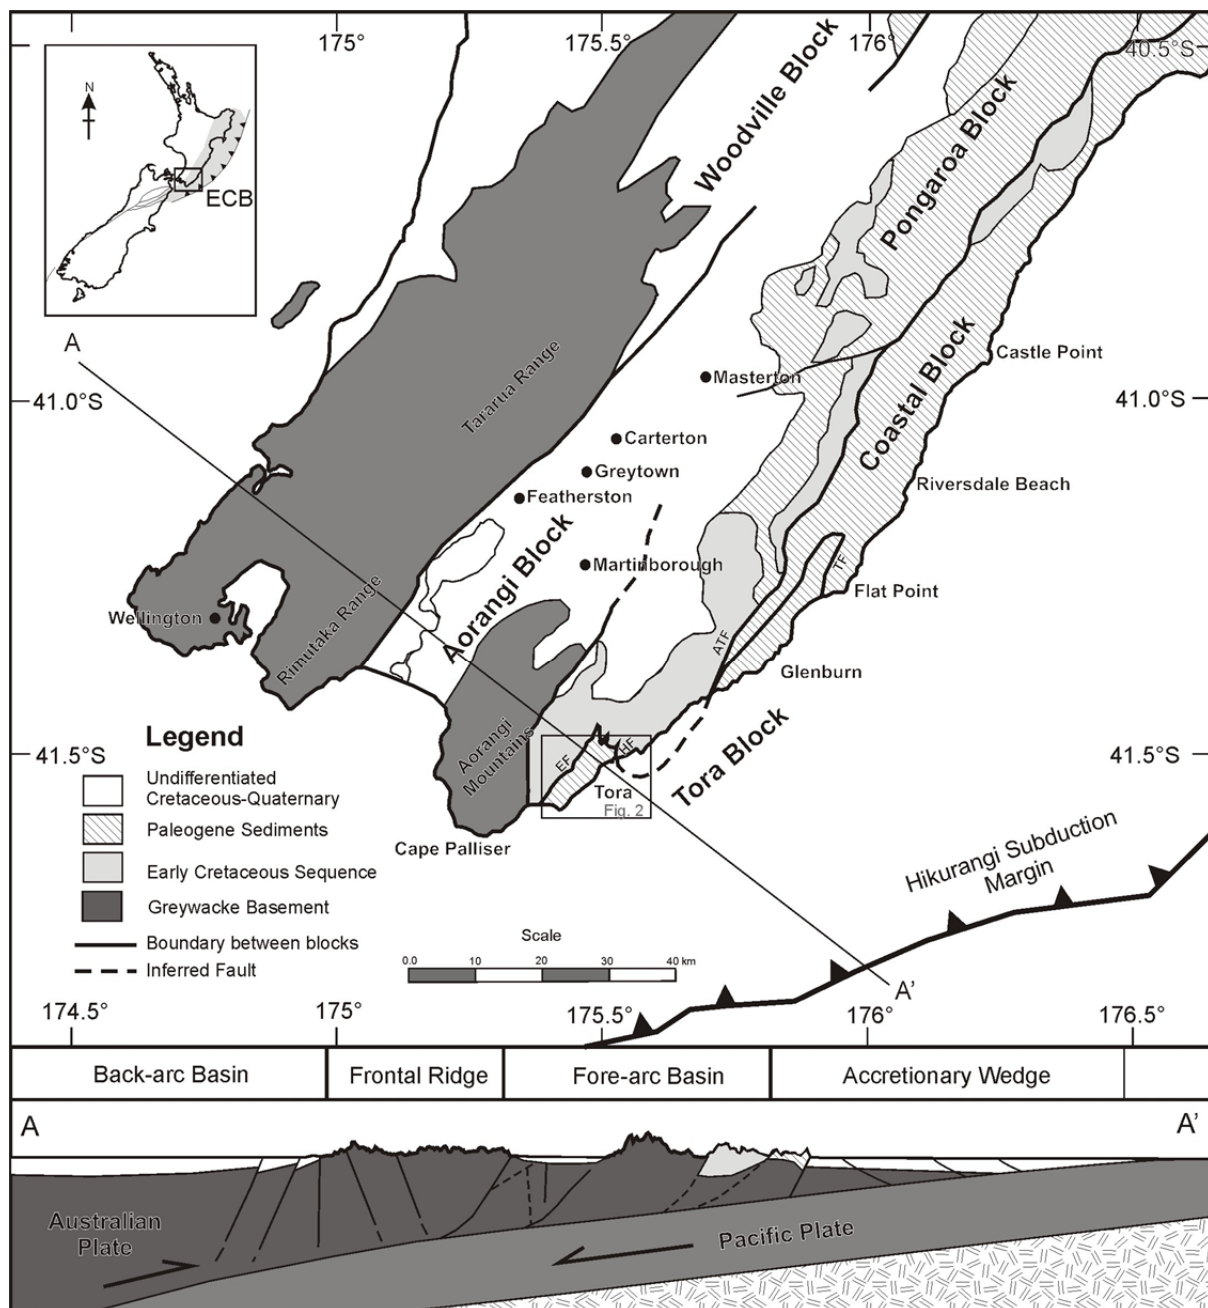 175°
175.5°
176°
40.5°S
N
ECB
Woodville Block
Pongaroa Block
A
Castle Point
Tararua Range
Masterton
41.0°S
41.0°S
Carterton
Coastal Block
Greytown
Riversdale Beach
Featherston
Aorangi Block
Martinborough
TF
Flat Point
Wellington
Rimutaka Range
ATF
Glenburn
Legend
41.5°S
41.5°S
Aorangi
Mountains
EF
HF
Tora Block
Tora
Fig. 2
Undifferentiated
Cretaceous-Quaternary
Paleogene Sediments
Cape Palliser
Early Cretaceous Sequence
Hikurangi Subduction
Margin
Greywacke Basement
Boundary between blocks
Inferred Fault
Scale
0.0 10 20 30 40 km
A'
174.5°
175°
175.5°
176°
176.5°
Back-arc Basin
Frontal Ridge
Fore-arc Basin
Accretionary Wedge
A
A'
Australian
Plate
Pacific Plate